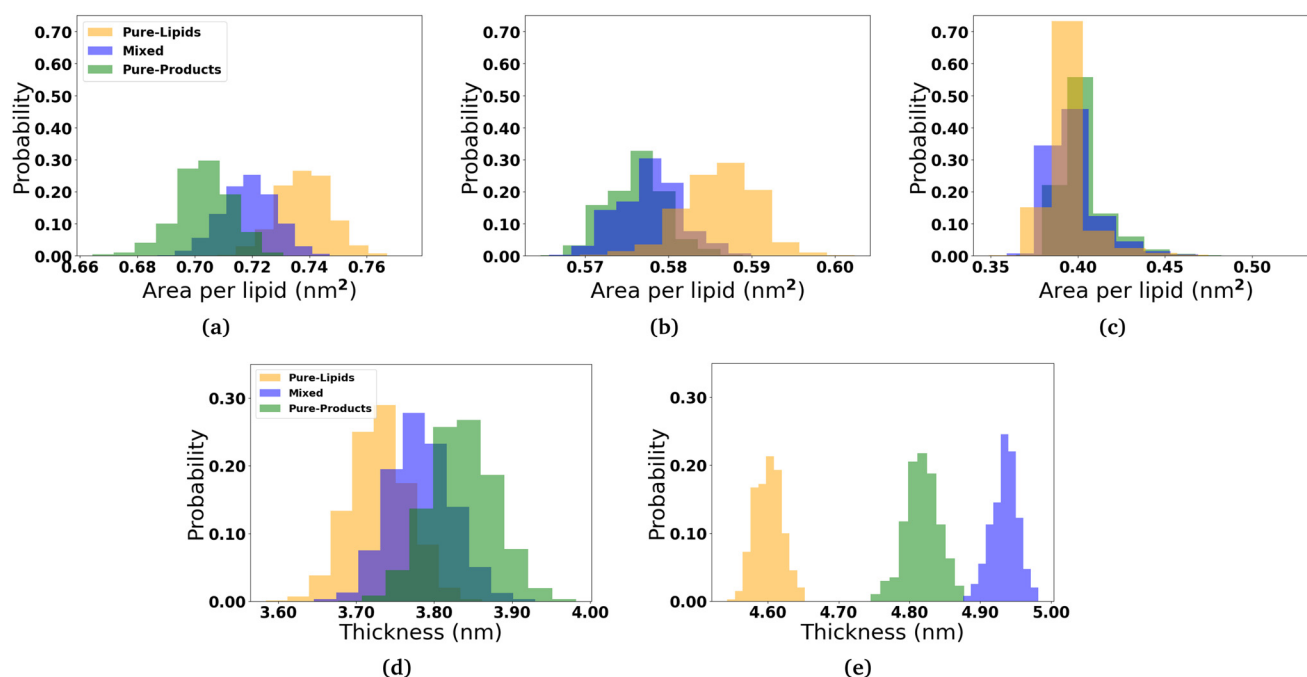 0.70
0.60
0.50
0.40
0.30
0.20
0.10
0.00
Probability
Pure-Lipids
Mixed
Pure-Products
0.66 0.70 0.72 0.74 0.76
Area per lipid (nm²)
(a)
0.70
0.60
0.50
0.40
0.30
0.20
0.10
0.00
Probability
0.57 0.58 0.59 0.60
Area per lipid (nm²)
(b)
0.70
0.60
0.50
0.40
0.30
0.20
0.10
0.00
Probability
0.35 0.40 0.45 0.50
Area per lipid (nm²)
(c)
0.30
0.20
0.10
0.00
Probability
Pure-Lipids
Mixed
Pure-Products
3.60 3.70 3.80 3.90 4.00
Thickness (nm)
(d)
0.30
0.20
0.10
0.00
Probability
4.60 4.70 4.80 4.90 5.00
Thickness (nm)
(e)